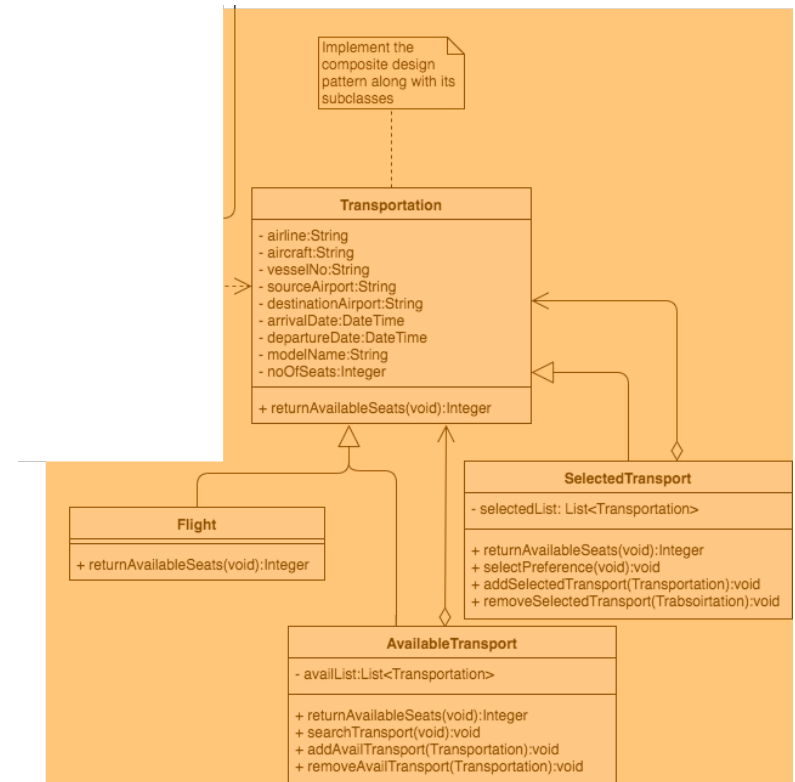 Implement the
composite design
pattern along with its
subclasses
Transportation
- airline:String
- aircraft:String
- vesselNo:String
- sourceAirport:String
- destinationAirport:String
- arrivalDate:DateTime
- departureDate:DateTime
- modelName:String
- noOfSeats:Integer
+ returnAvailableSeats(void):Integer
Flight
+ returnAvailableSeats(void):Integer
SelectedTransport
- selectedList: List<Transportation>
+ returnAvailableSeats(void):Integer
+ selectPreference(void):void
+ addSelectedTransport(Transportation):void
+ removeSelectedTransport(Trabsoirtation):void
AvailableTransport
- availList:List<Transportation>
+ returnAvailableSeats(void):Integer
+ searchTransport(void):void
+ addAvailTransport(Transportation):void
+ removeAvailTransport(Transportation):void